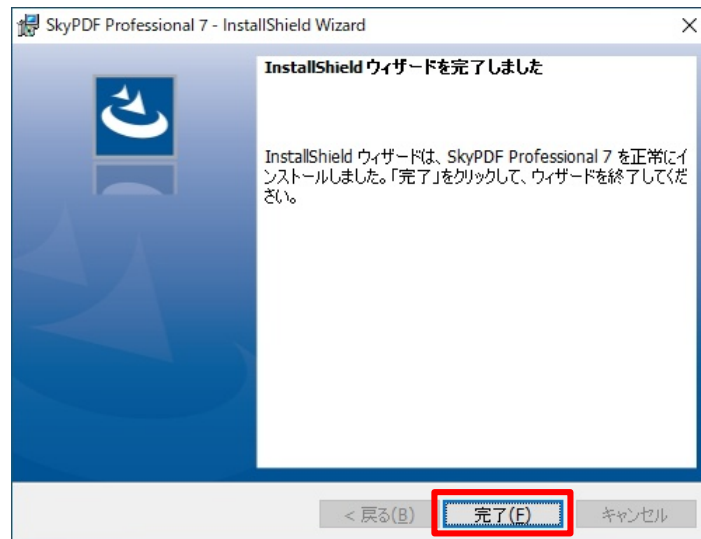 SkyPDF Professional 7 - InstallShield Wizard
InstallShield ウィザードを完了しました
InstallShield ウィザードは、SkyPDF Professional 7 を正常にイ
ンストールしました。「完了」をクリックして、ウィザードを終了してくだ
さい。
< 戻る(B) 完了(F) キャンセル